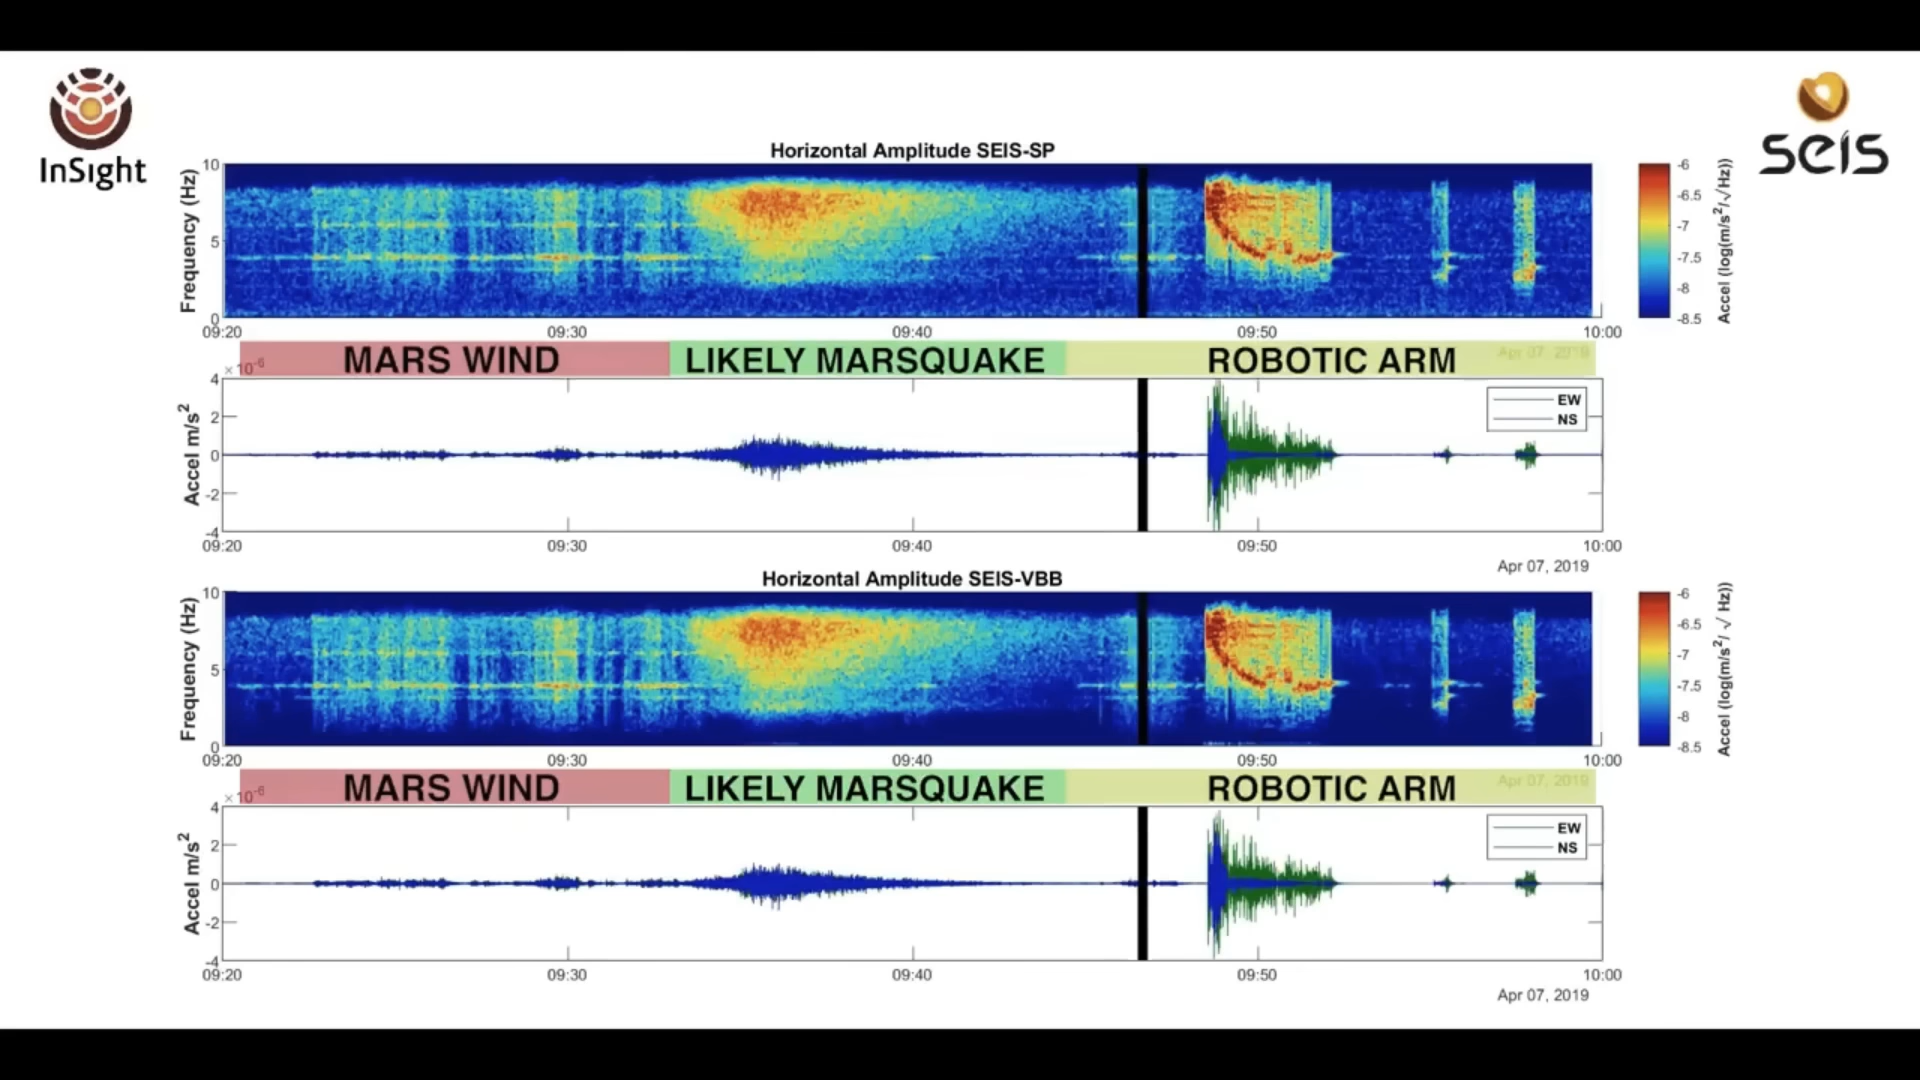 InSight
SEIS
Horizontal Amplitude SEIS-SP
Frequency (Hz)
10
5
0
09:20 09:30 09:40 09:50 10:00
Apr 07, 2019
-6
-6.5
-7
-7.5
-8
-8.5
Accel (log(m/s²/√Hz))
MARS WIND LIKELY MARSQUAKE ROBOTIC ARM
× 10⁻⁶
Accel m/s²
4
2
0
-2
-4
EW
NS
09:20 09:30 09:40 09:50 10:00
Apr 07, 2019
Horizontal Amplitude SEIS-VBB
Frequency (Hz)
10
5
0
09:20 09:30 09:40 09:50 10:00
Apr 07, 2019
-6
-6.5
-7
-7.5
-8
-8.5
Accel (log(m/s²/ √ Hz))
MARS WIND LIKELY MARSQUAKE ROBOTIC ARM
× 10⁻⁶
Accel m/s²
4
2
0
-2
-4
EW
NS
09:20 09:30 09:40 09:50 10:00
Apr 07, 2019